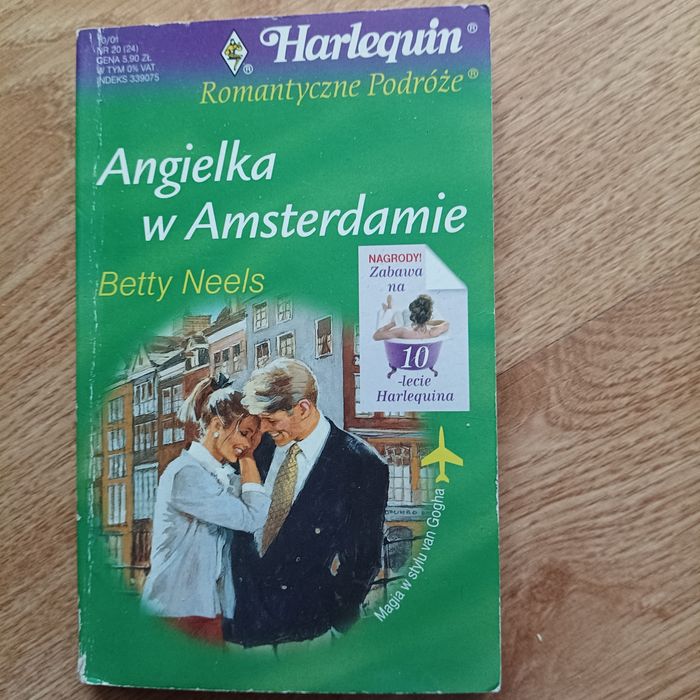 10/01
NR 20 (24)
CENA 5,90 ZŁ
W TYM 0% VAT
INDEKS 339075
® Harlequin®
Romantyczne Podróże®
Angielka
w Amsterdamie
Betty Neels
NAGRODY!
Zabawa
na
10
-lecie
Harlequina
Magia w stylu van Gogha